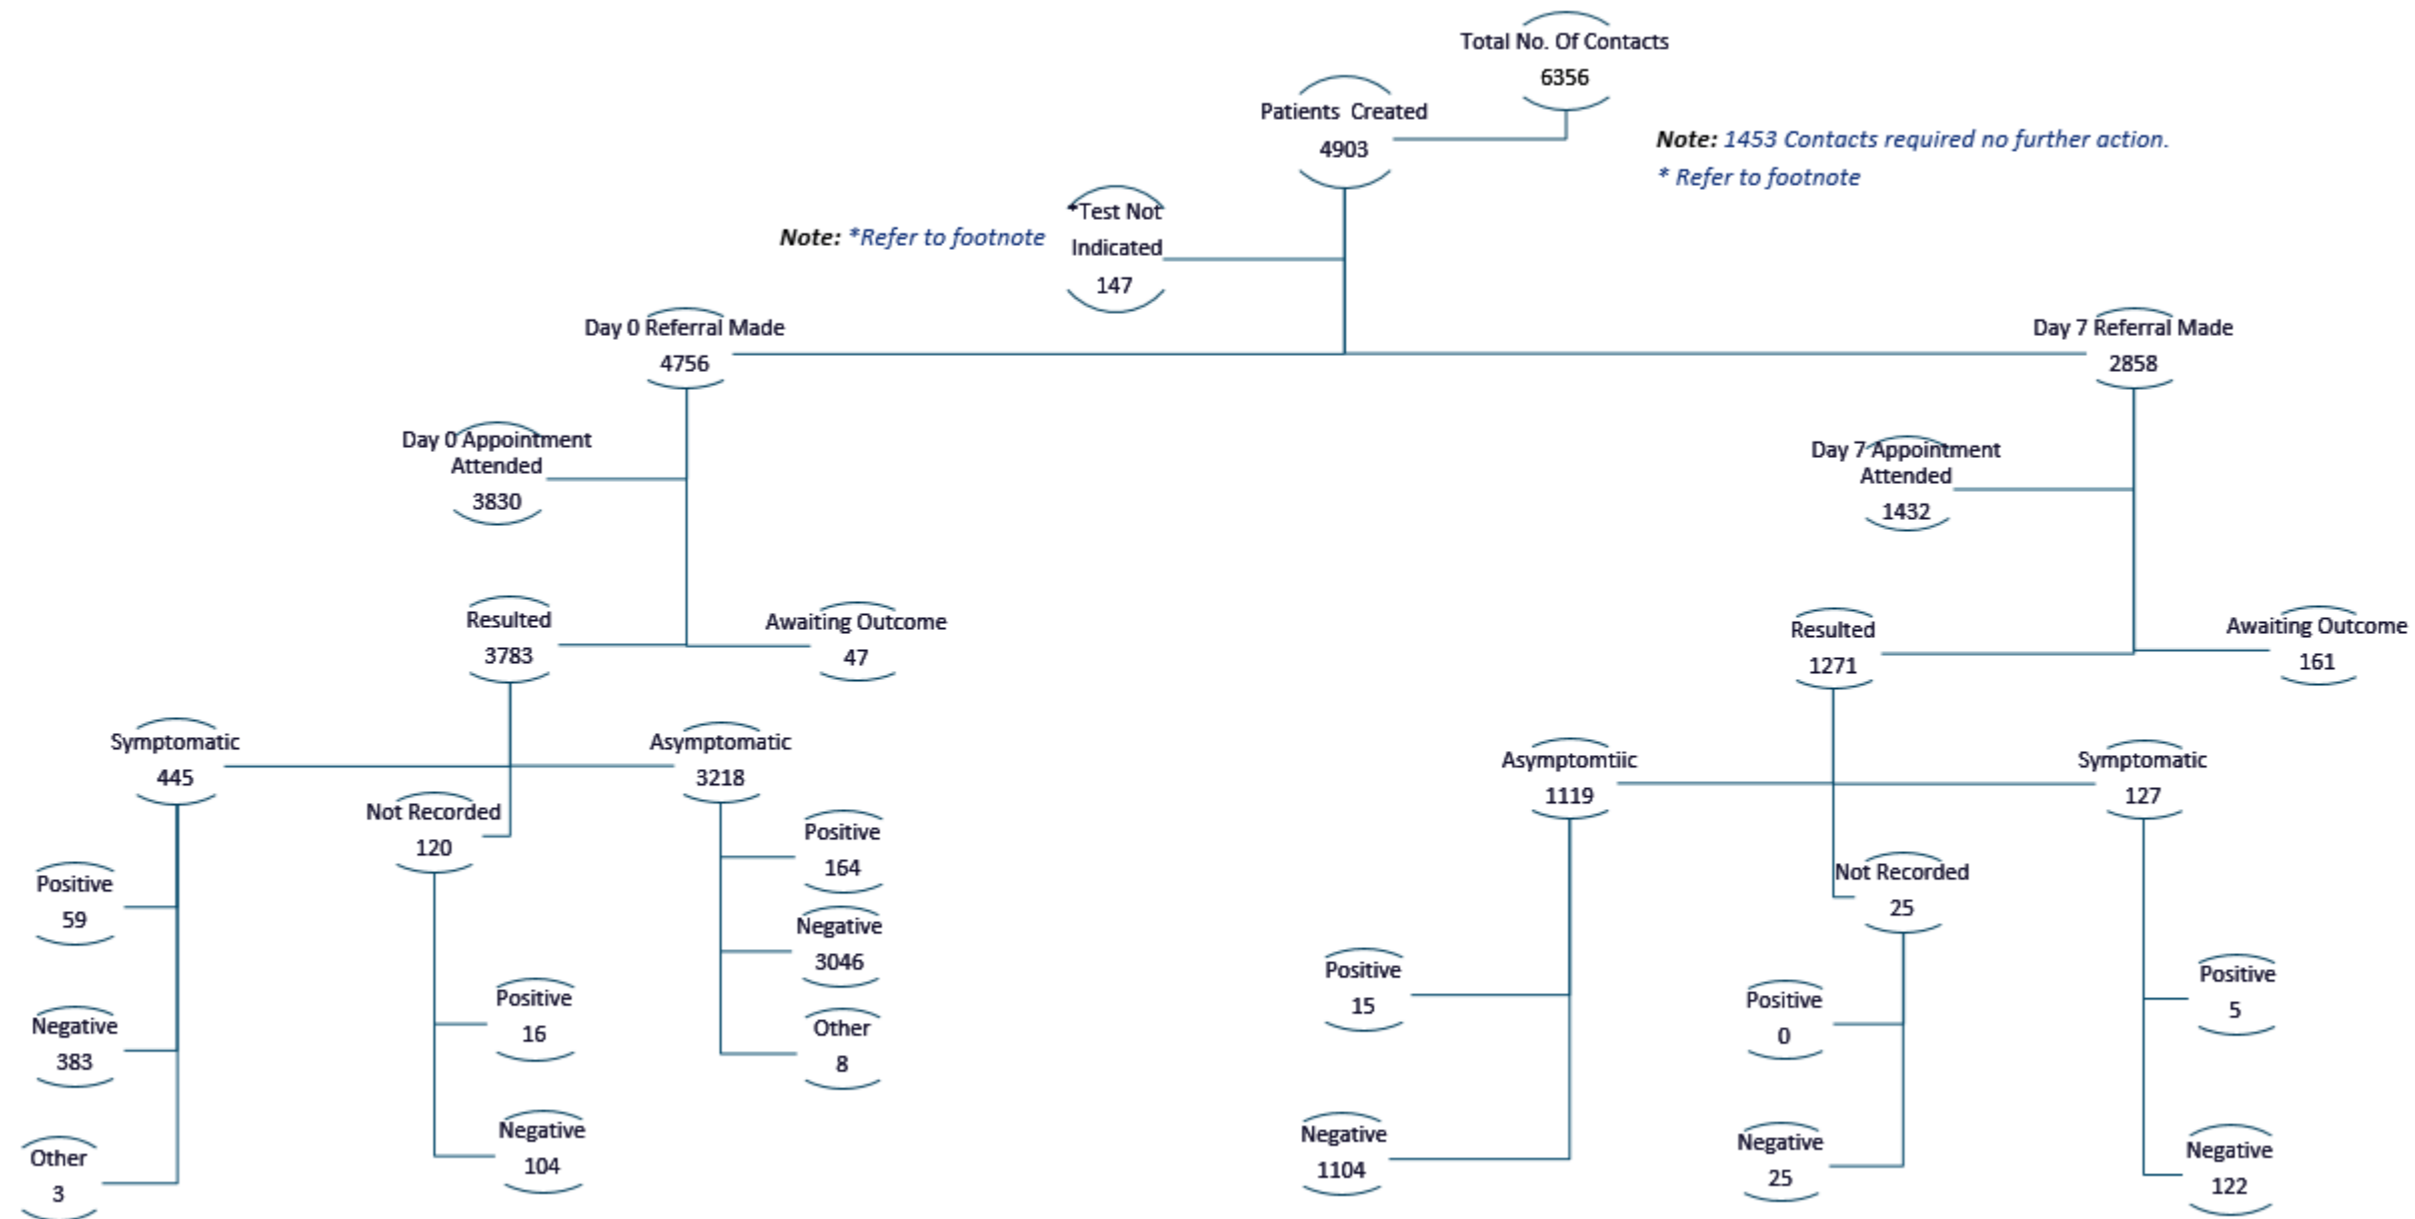 Total No. Of Contacts
6356
Patients Created
4903
Note: 1453 Contacts required no further action.
* Refer to footnote
*Test Not
Indicated
147
Note: *Refer to footnote
Day 0 Referral Made
4756
Day 7 Referral Made
2858
Day 0 Appointment
Attended
3830
Day 7 Appointment
Attended
1432
Resulted
3783
Awaiting Outcome
47
Resulted
1271
Awaiting Outcome
161
Symptomatic
445
Not Recorded
120
Asymptomatic
3218
Positive
59
Negative
383
Other
3
Positive
16
Negative
104
Positive
164
Negative
3046
Other
8
Asymptomtiic
1119
Not Recorded
25
Symptomatic
127
Positive
15
Negative
1104
Positive
0
Negative
25
Positive
5
Negative
122